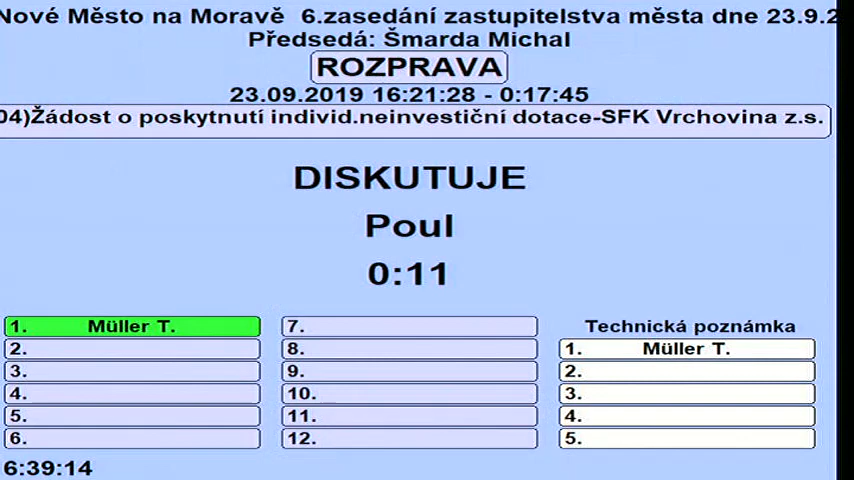 Nové Město na Moravě 6.zasedání zastupitelstva města dne 23.9.2
Předsedá: Šmarda Michal
ROZPRAVA
23.09.2019 16:21:28 - 0:17:45
04)Žádost o poskytnutí individ.neinvestiční dotace-SFK Vrchovina z.s.
DISKUTUJE
Poul
0:11
1. Müller T.
2.
3.
4.
5.
6.
7.
8.
9.
10.
11.
12.
Technická poznámka
1. Müller T.
2.
3.
4.
5.
6:39:14